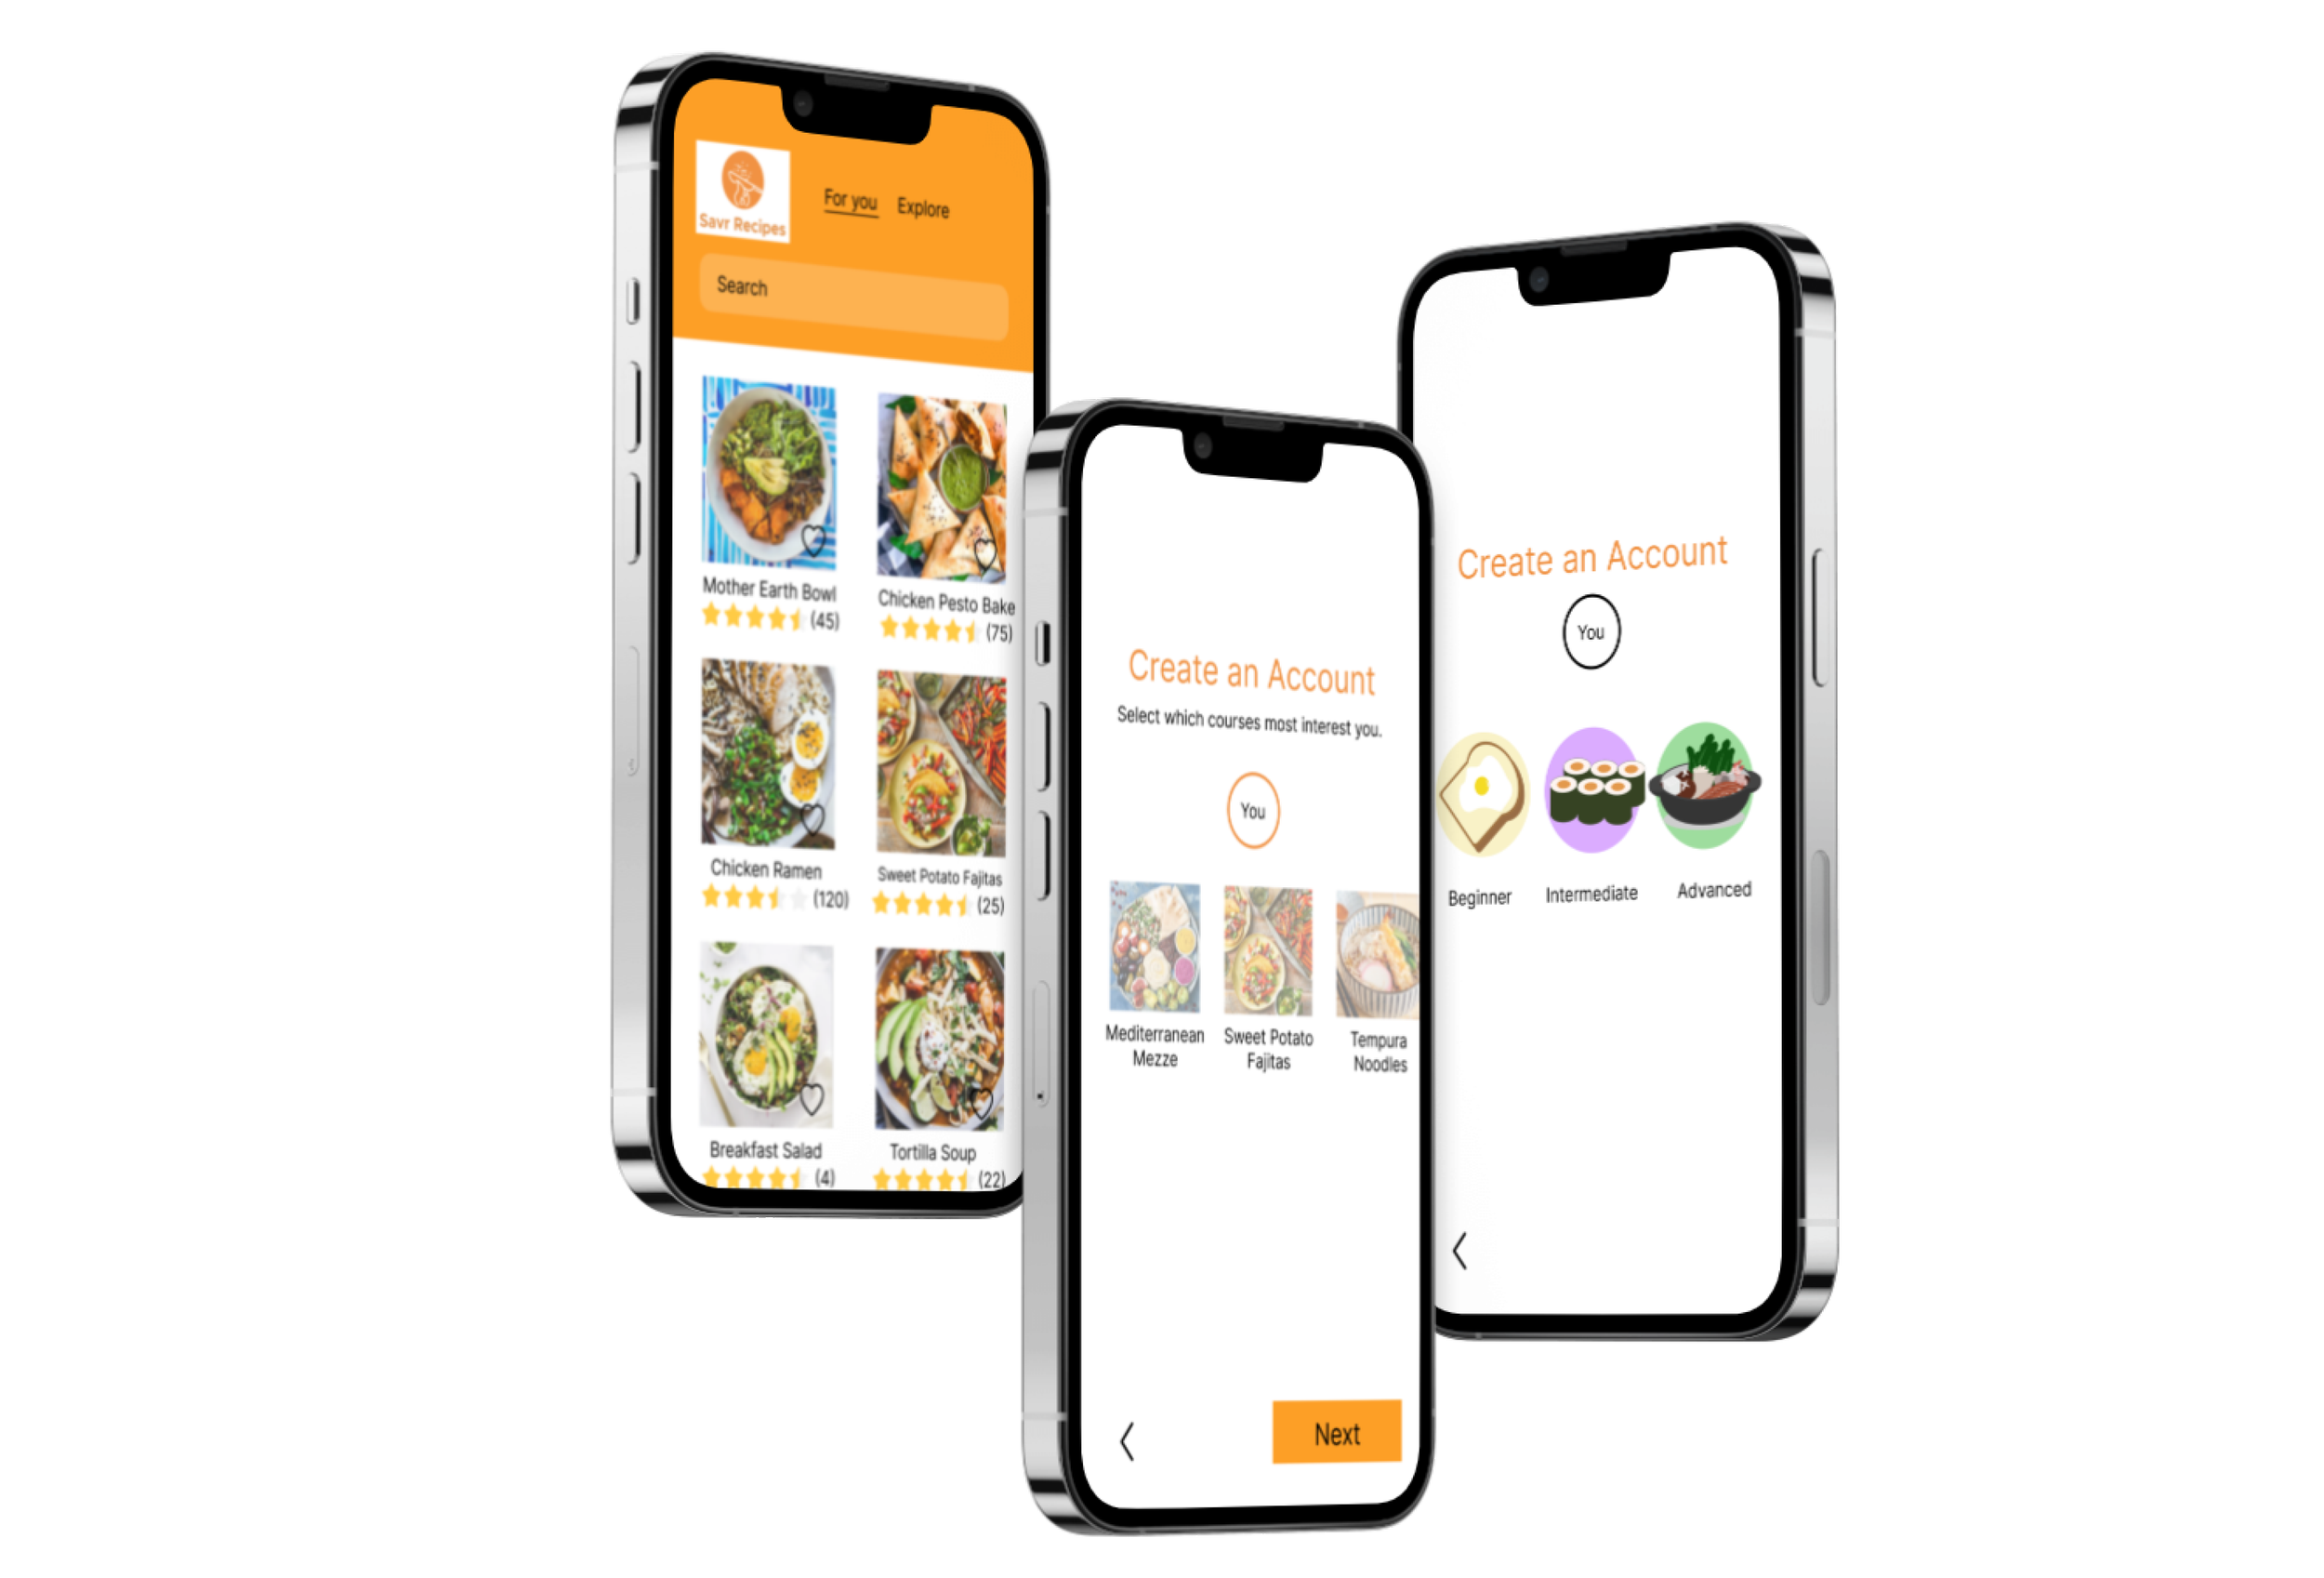 Savr Recipes
For you Explore
Search
Mother Earth Bowl
(45)
Chicken Pesto Bake
(75)
Chicken Ramen
(120)
Sweet Potato Fajitas
(25)
Breakfast Salad
(4)
Tortilla Soup
(22)
Create an Account
Select which courses most interest you.
You
Mediterranean
Mezze
Sweet Potato
Fajitas
Tempura
Noodles
Next
Create an Account
You
Beginner
Intermediate
Advanced